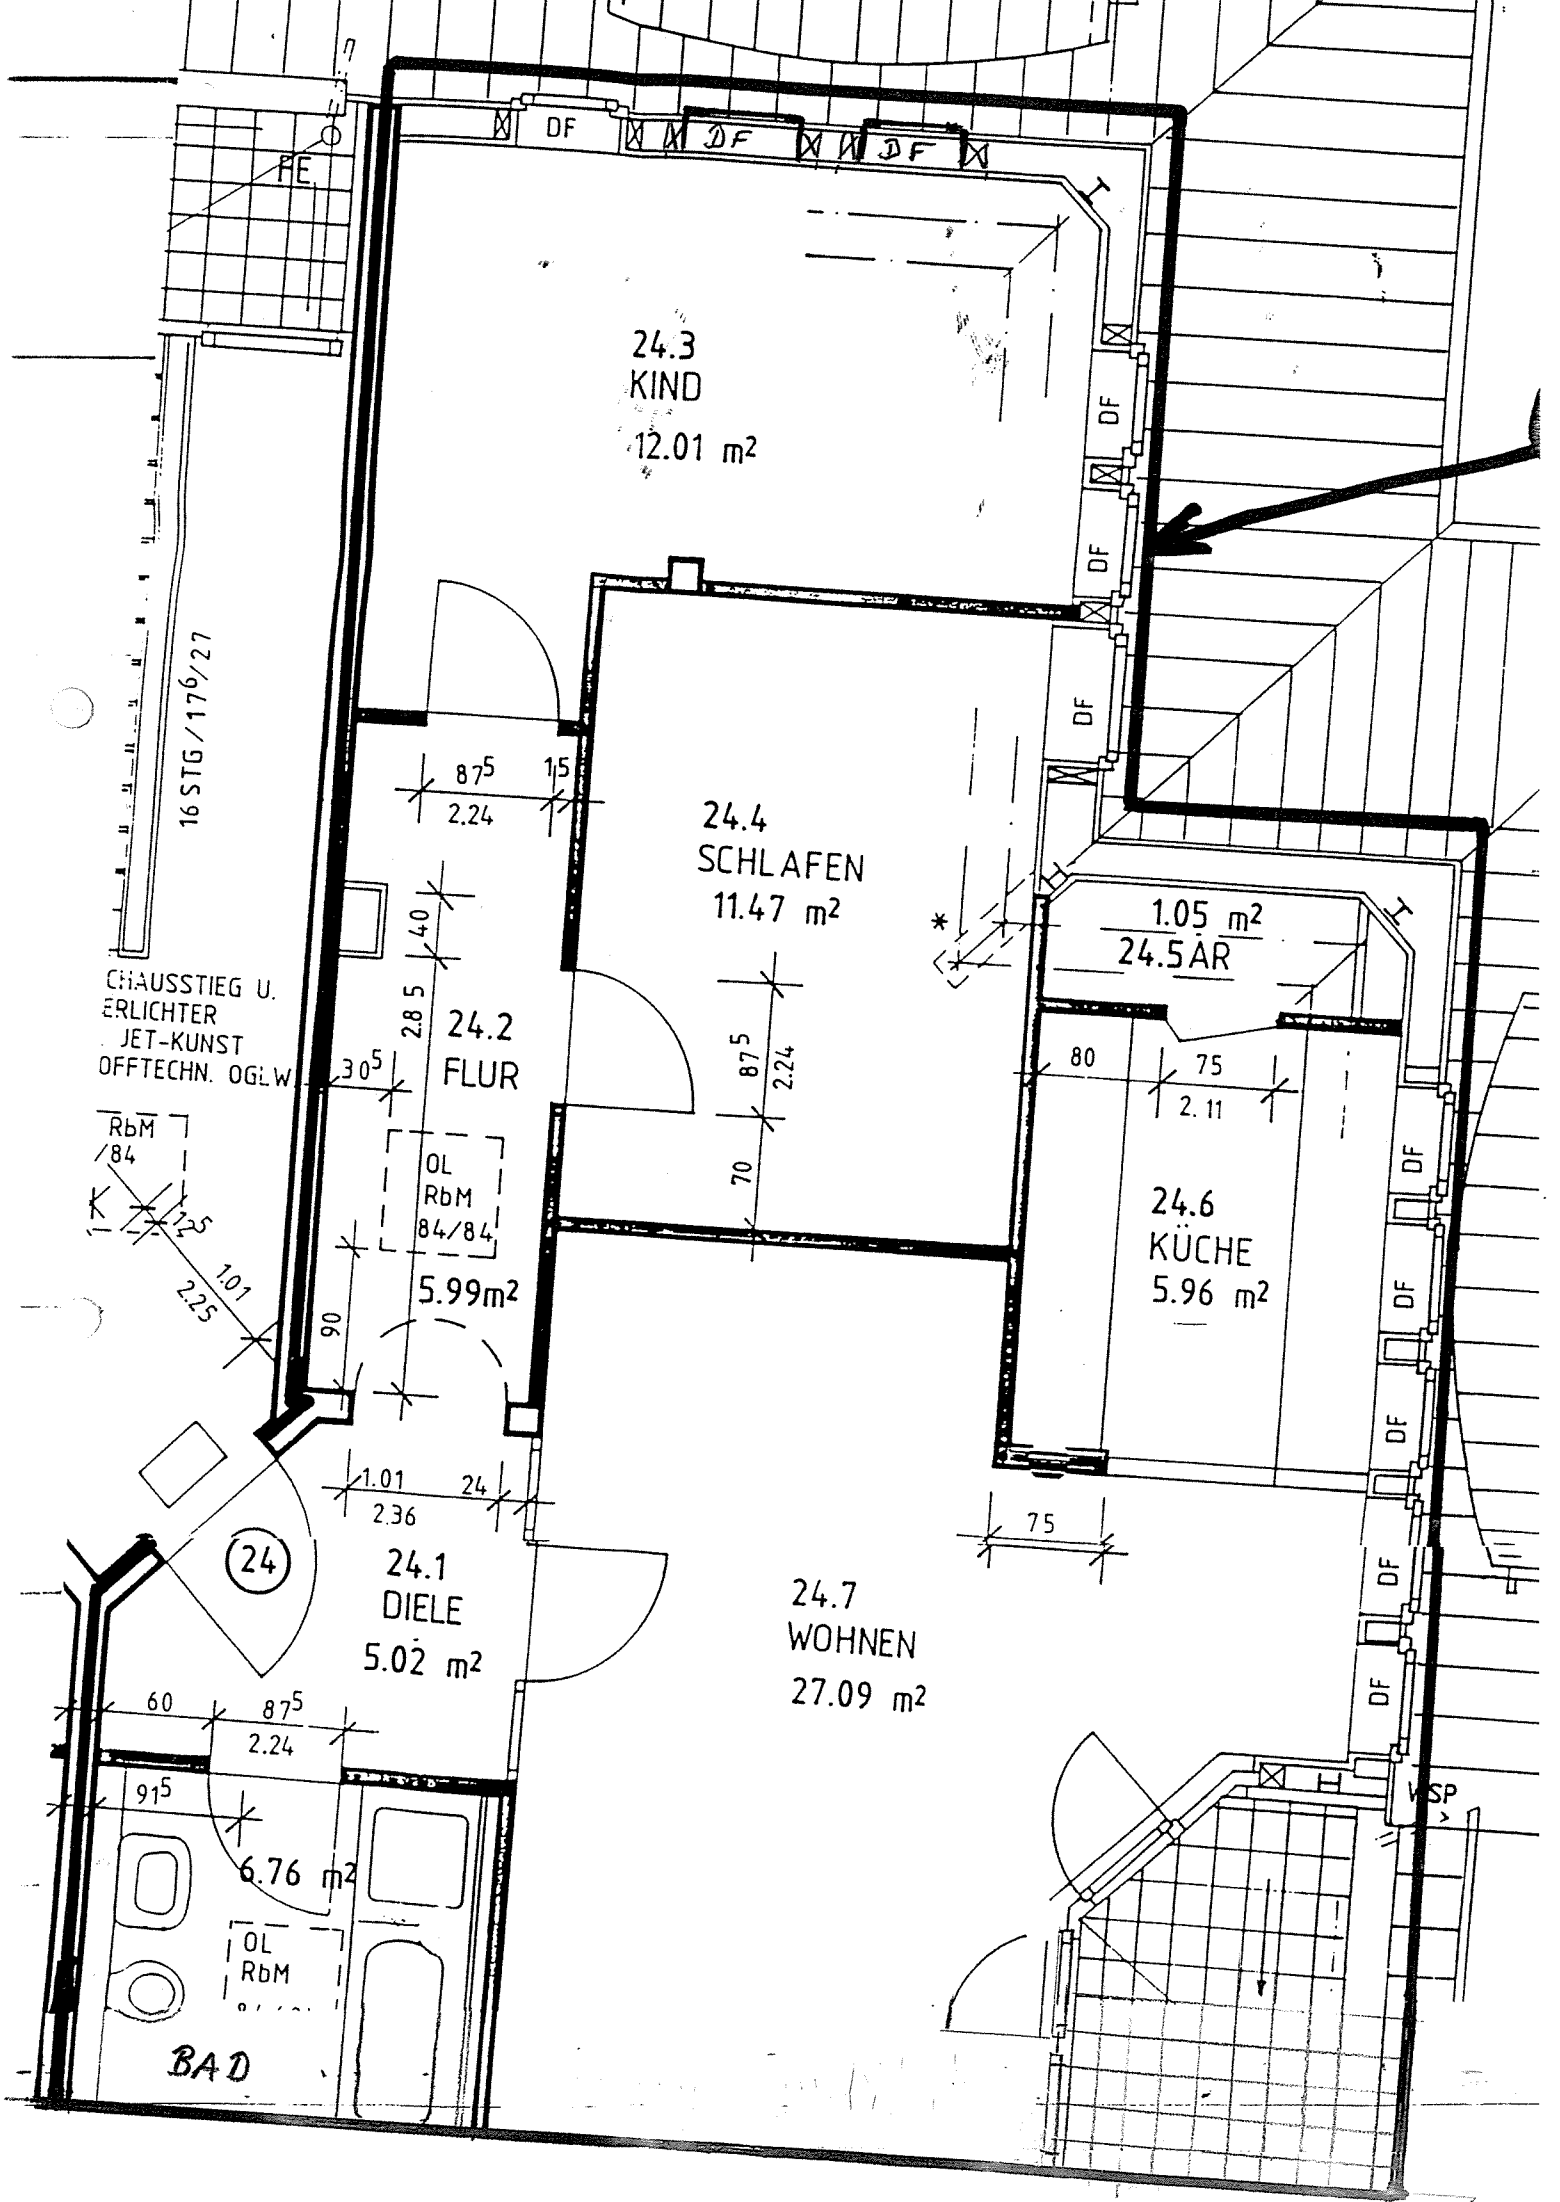 DF
DF
DF
FE
24.3
KIND
12.01 m²
DF
DF
DF
16 STG / 17⁶/27
87⁵ 15
2.24
24.4
SCHLAFEN
11.47 m²
*
1.05 m²
24.5 AR
40
2.8 5
CHAUSSTIEG U.
ERLICHTER
JET-KUNST
OFFTECHN. OGLW
30⁵
24.2
FLUR
87⁵
2.24
80 75
2.11
RbM
/84
K
12⁵
1.01
2.25
OL
RbM
84/84
5.99m²
90
70
24.6
KÜCHE
5.96 m²
DF
DF
DF
DF
DF
1.01 24
2.36
75
24
24.1
DIELE
5.02 m²
24.7
WOHNEN
27.09 m²
60 87⁵
2.24
91⁵
6.76 m²
WSP
OL
RbM
BAD